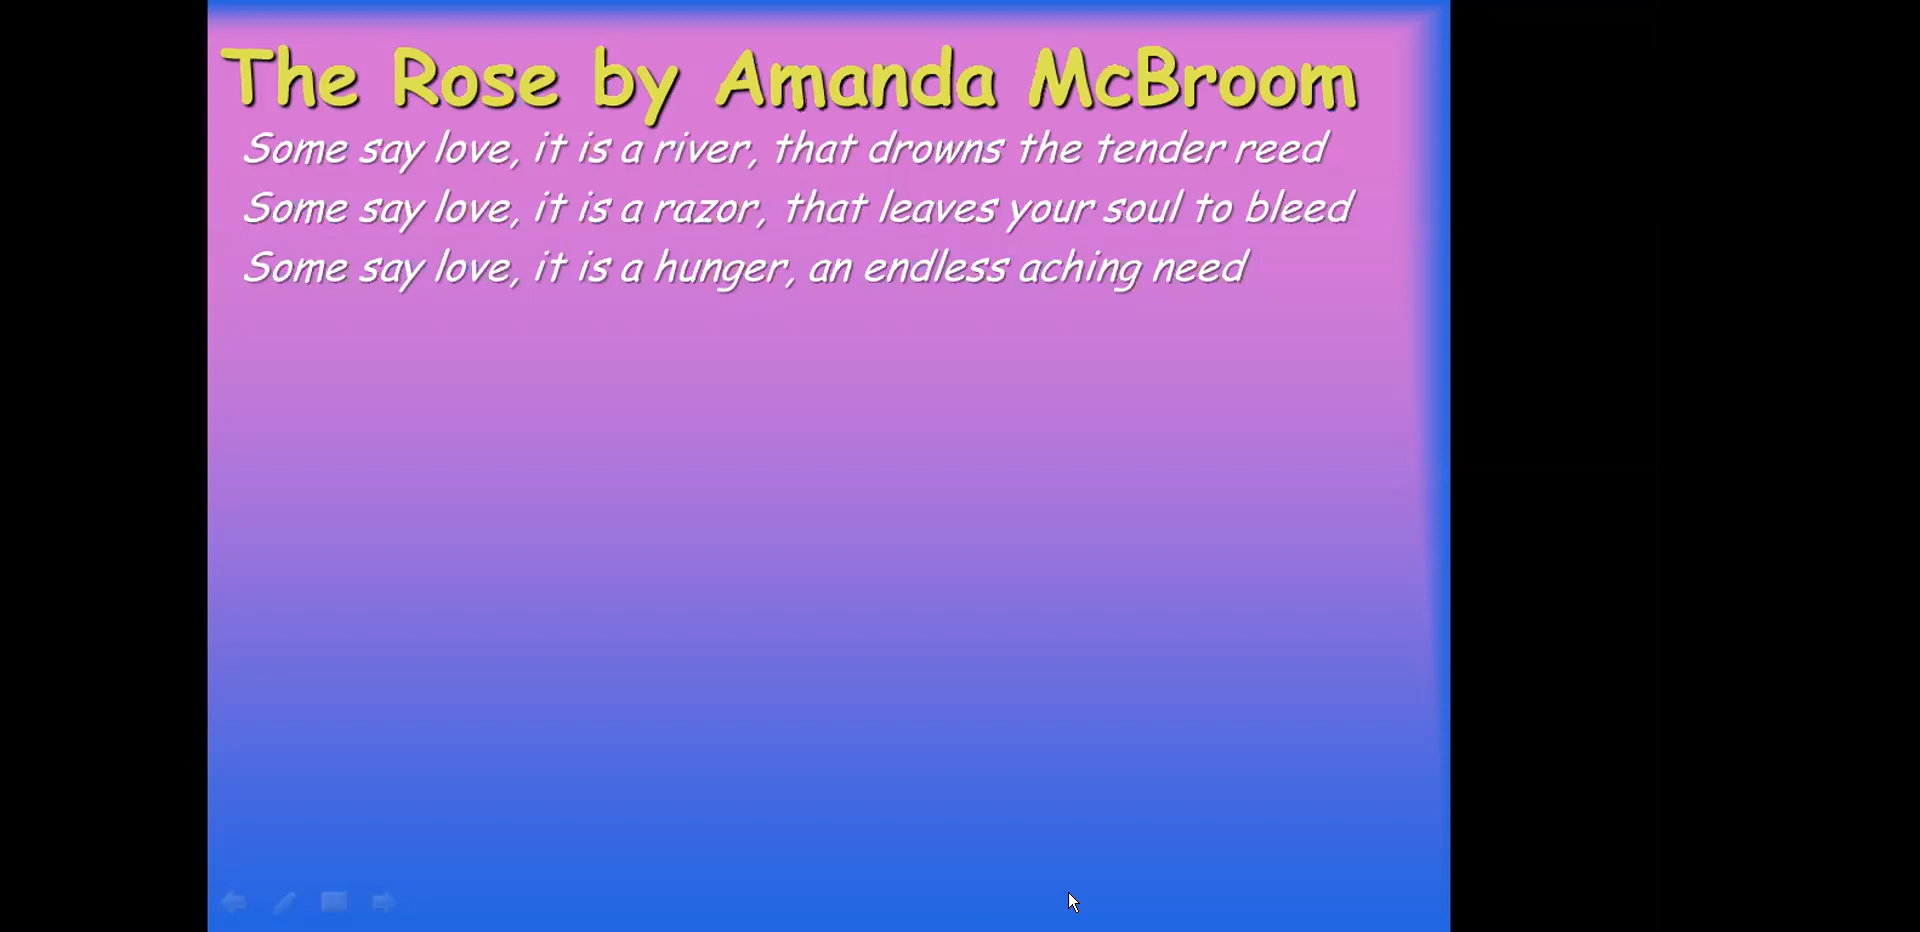 The Rose by Amanda McBroom
Some say love, it is a river, that drowns the tender reed
Some say love, it is a razor, that leaves your soul to bleed
Some say love, it is a hunger, an endless aching need